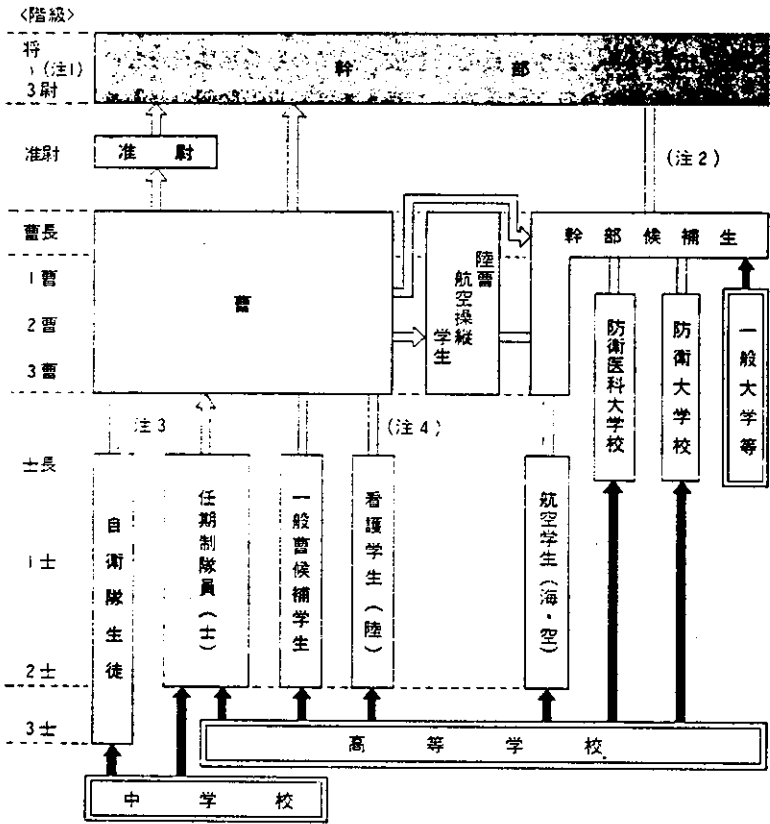 <階級>
将
〜(注1)
3尉
幹部
准尉
准尉
(注2)
曹長
1曹
2曹
3曹
曹
陸曹
航空操縦
学生
幹部候補生
防衛医科大学校
防衛大学校
一般大学等
注3
(注4)
士長
1士
2士
3士
自衛隊生徒
任期制隊員(士)
一般曹候補学生
看護学生(陸)
航空学生(海・空)
高等学校
中学校